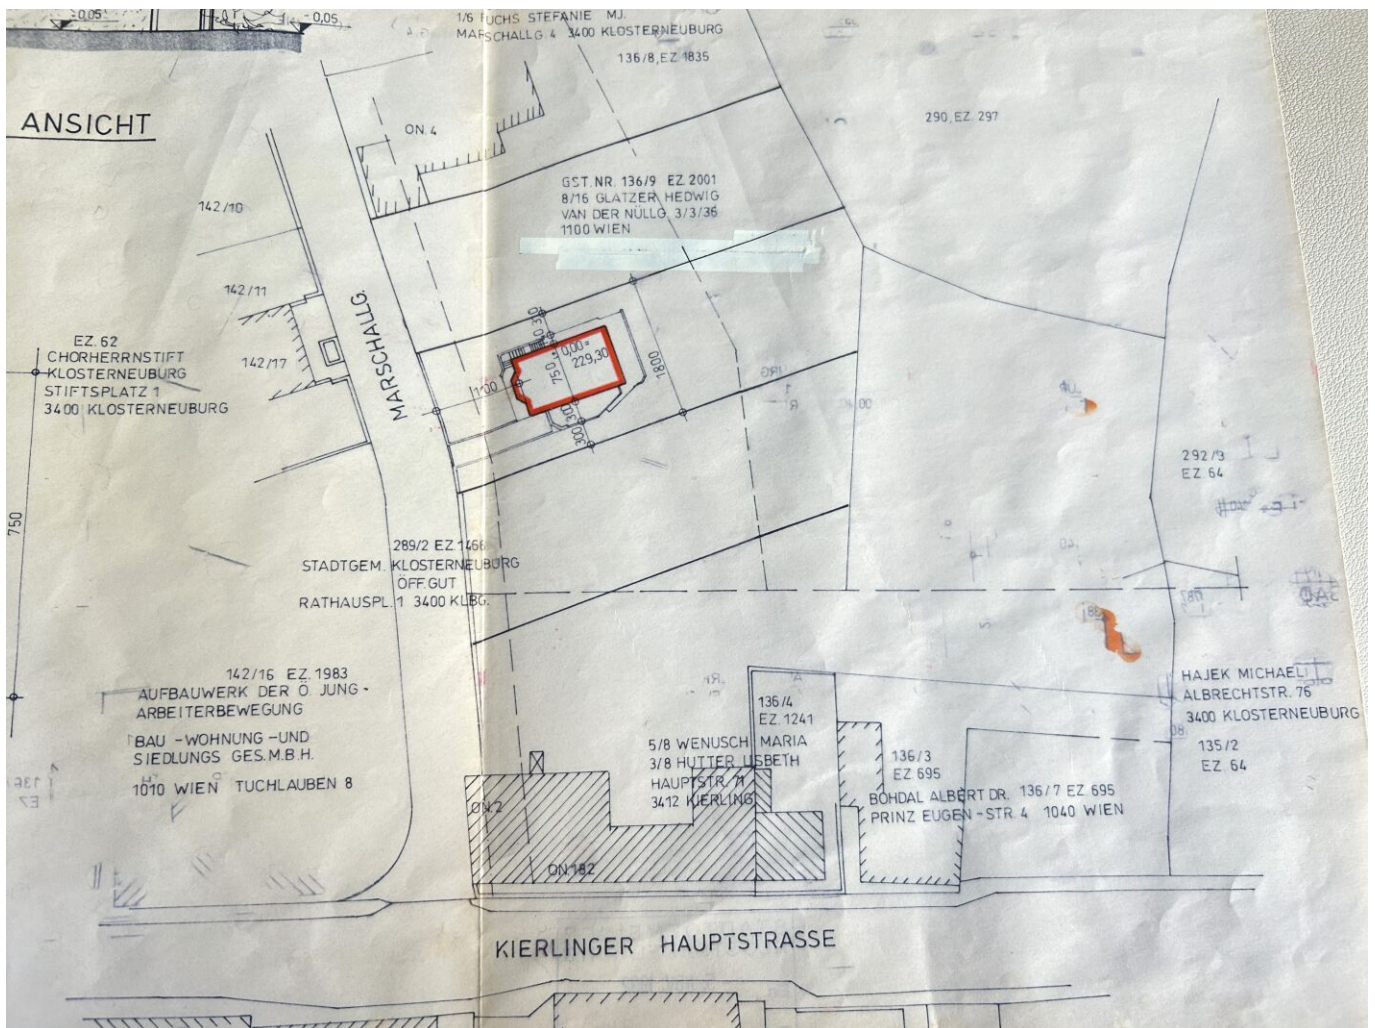 -0,05
-0,05
1/6 FUCHS STEFANIE MJ.
MARSCHALLG. 4 3400 KLOSTERNEUBURG
136/8, EZ 1835
ANSICHT
ON. 4
290, EZ. 297
GST. NR. 136/9 EZ. 2001
8/16 GLATZER HEDWIG
VAN DER NÜLLG. 3/3/36
1100 WIEN
142/10
142/11
142/17
MARSCHALLG.
EZ. 62
CHORHERRNSTIFT
KLOSTERNEUBURG
STIFTSPLATZ 1
3400 KLOSTERNEUBURG
0,00 =
229,30
750
1800
300
750
292/3
EZ 64
289/2 EZ. 1466
STADTGEM. KLOSTERNEUBURG
ÖFF. GUT
RATHAUSPL. 1 3400 KLBG.
142/16 EZ. 1983
AUFBAUWERK DER Ö. JUNG-
ARBEITERBEWEGUNG
BAU-WOHNUNG-UND
SIEDLUNGS GES.M.B.H.
1010 WIEN TUCHLAUBEN 8
HAJEK MICHAEL
ALBRECHTSTR. 76
3400 KLOSTERNEUBURG
135/2
EZ. 64
136/4
EZ. 1241
5/8 WENUSCH MARIA
3/8 HUTTER LISBETH
HAUPTSTR. 71
3412 KIERLING
136/3
EZ 695
BOHDAL ALBERT DR. 136/7 EZ 695
PRINZ EUGEN-STR. 4 1040 WIEN
ON. 2
ON. 182
KIERLINGER HAUPTSTRASSE